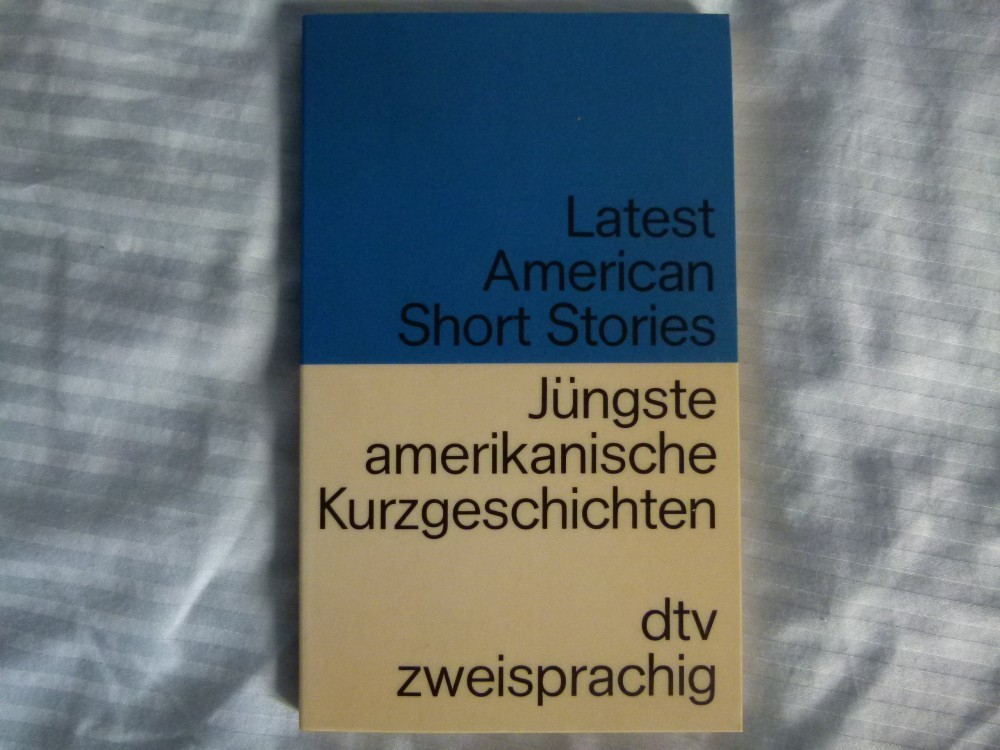 Latest
American
Short Stories
Jüngste
amerikanische
Kurzgeschichten
dtv
zweisprachig